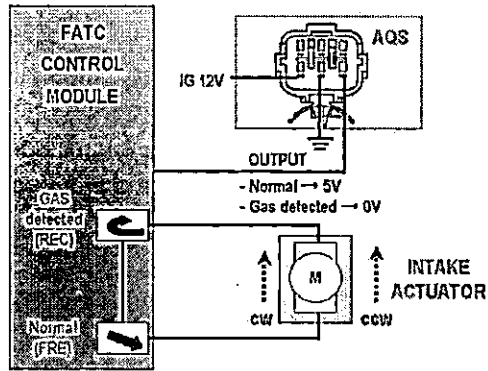 FATC
CONTROL
MODULE
AQS
IG 12V
OUTPUT
- Normal → 5V
- Gas detected → 0V
GAS
detected
(REC)
M
CW
CCW
INTAKE
ACTUATOR
Normal
(FRE)